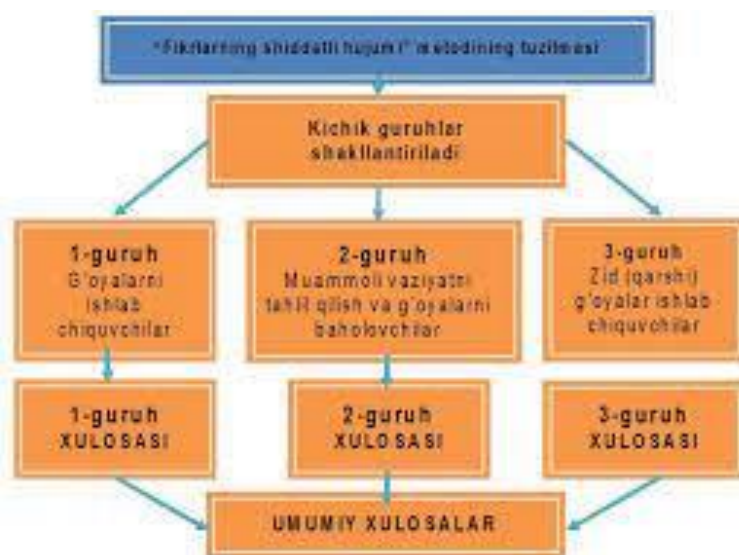 "Fikrlarning shiddatli hujumi" metodining tuzilmasi
Kichik guruhlar
shakllantiriladi
1-guruh
G'oyalarni
ishlab
chiquvchilar
2-guruh
Muammoli vaziyatni
tahlil qilish va g'oyalarni
baholovchilar
3-guruh
Zid (qarshi)
g'oyalar ishlab
chiquvchilar
1-guruh
XULOSASI
2-guruh
XULOSASI
3-guruh
XULOSASI
UMUMIY XULOSALAR